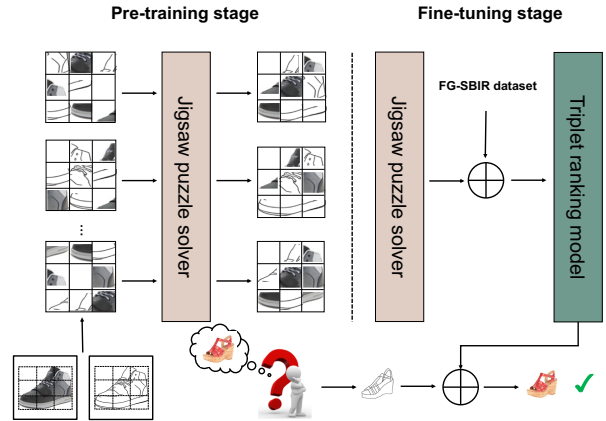 Pre-training stage
Fine-tuning stage
Jigsaw puzzle solver
FG-SBIR dataset
Jigsaw puzzle solver
Triplet ranking model
...